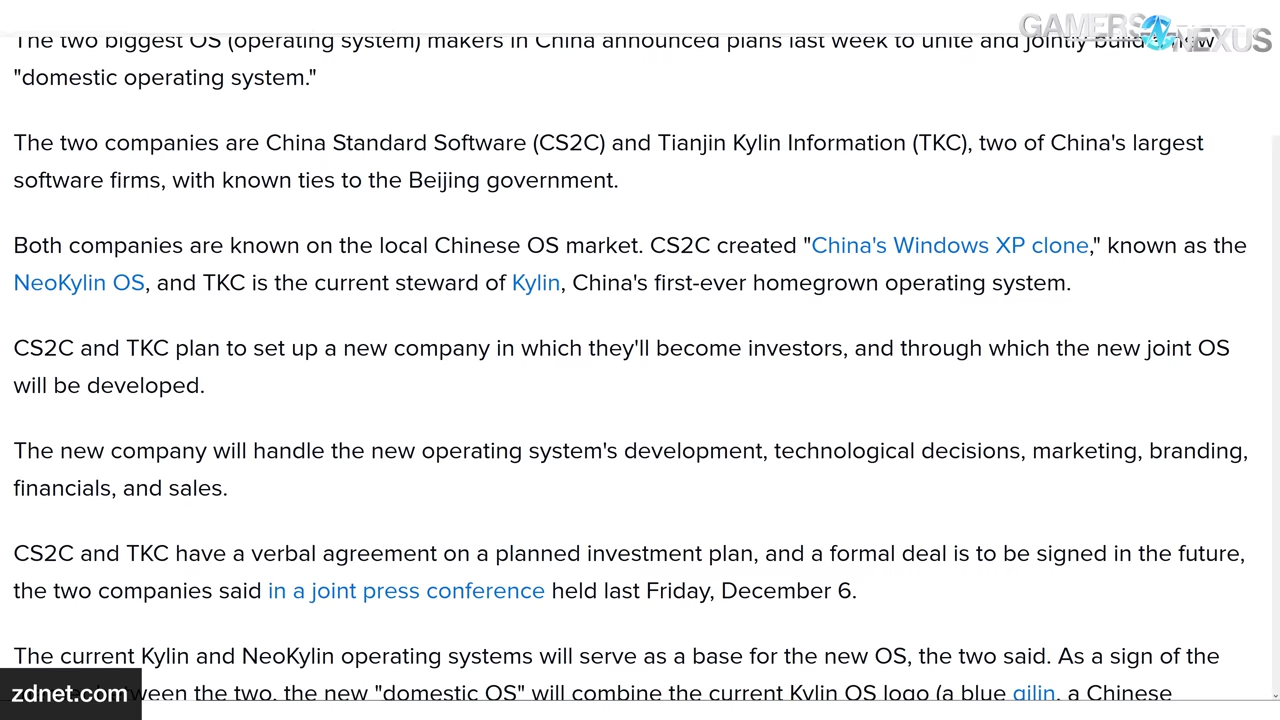 GAMERS NEXUS
The two biggest OS (operating system) makers in China announced plans last week to unite and jointly build a new
"domestic operating system."
The two companies are China Standard Software (CS2C) and Tianjin Kylin Information (TKC), two of China's largest
software firms, with known ties to the Beijing government.
Both companies are known on the local Chinese OS market. CS2C created "China's Windows XP clone," known as the
NeoKylin OS, and TKC is the current steward of Kylin, China's first-ever homegrown operating system.
CS2C and TKC plan to set up a new company in which they'll become investors, and through which the new joint OS
will be developed.
The new company will handle the new operating system's development, technological decisions, marketing, branding,
financials, and sales.
CS2C and TKC have a verbal agreement on a planned investment plan, and a formal deal is to be signed in the future,
the two companies said in a joint press conference held last Friday, December 6.
The current Kylin and NeoKylin operating systems will serve as a base for the new OS, the two said. As a sign of the
between the two, the new "domestic OS" will combine the current Kylin OS logo (a blue qilin, a Chinese
zdnet.com